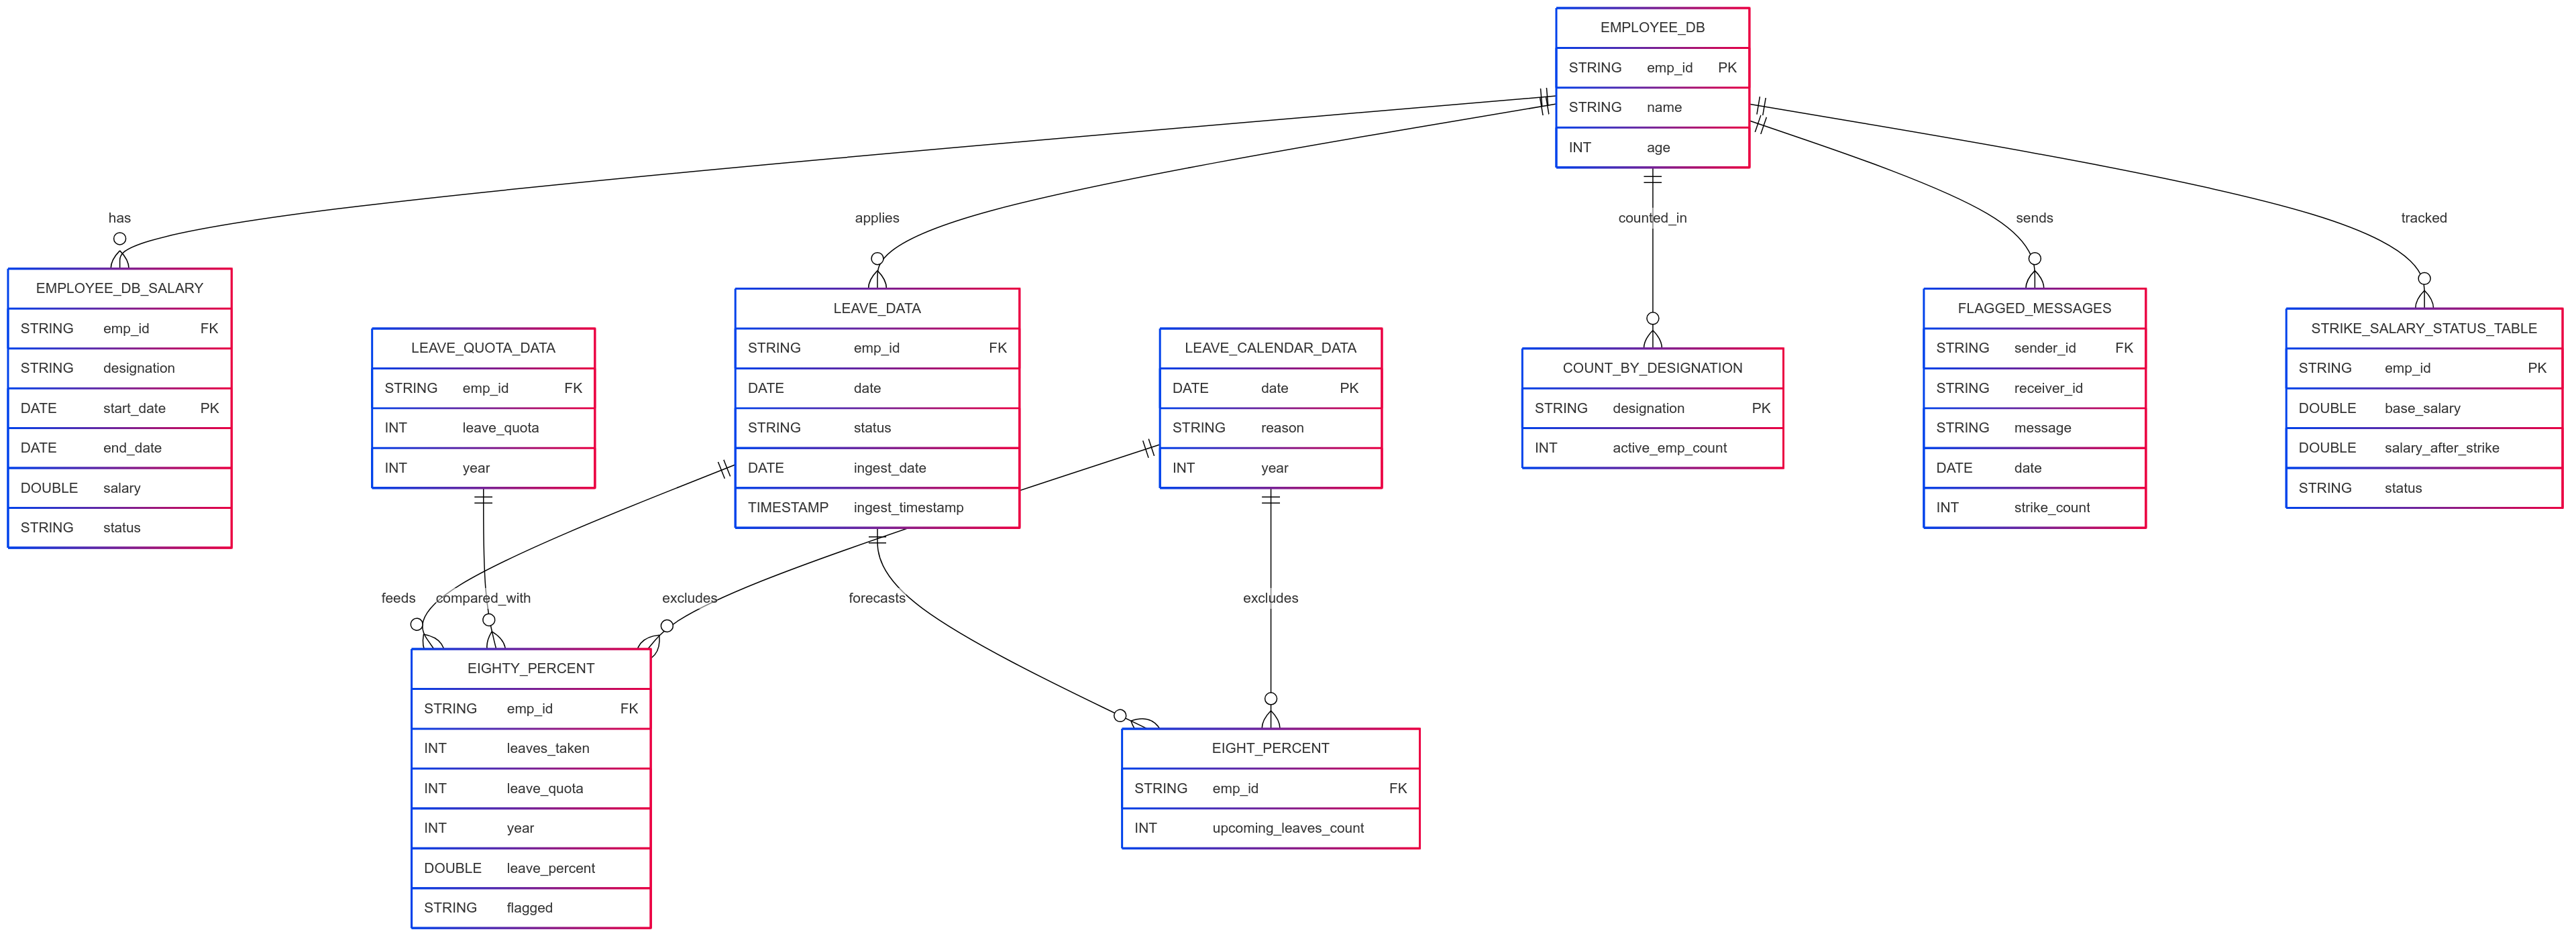 EMPLOYEE_DB
STRING emp_id PK
STRING name
INT age
has
applies
counted_in
sends
tracked
EMPLOYEE_DB_SALARY
STRING emp_id FK
STRING designation
DATE start_date PK
DATE end_date
DOUBLE salary
STRING status
LEAVE_QUOTA_DATA
STRING emp_id FK
INT leave_quota
INT year
LEAVE_DATA
STRING emp_id FK
DATE date
STRING status
DATE ingest_date
TIMESTAMP ingest_timestamp
LEAVE_CALENDAR_DATA
DATE date PK
STRING reason
INT year
COUNT_BY_DESIGNATION
STRING designation PK
INT active_emp_count
FLAGGED_MESSAGES
STRING sender_id FK
STRING receiver_id
STRING message
DATE date
INT strike_count
STRIKE_SALARY_STATUS_TABLE
STRING emp_id PK
DOUBLE base_salary
DOUBLE salary_after_strike
STRING status
feeds
compared_with
excludes
forecasts
excludes
EIGHTY_PERCENT
STRING emp_id FK
INT leaves_taken
INT leave_quota
INT year
DOUBLE leave_percent
STRING flagged
EIGHT_PERCENT
STRING emp_id FK
INT upcoming_leaves_count